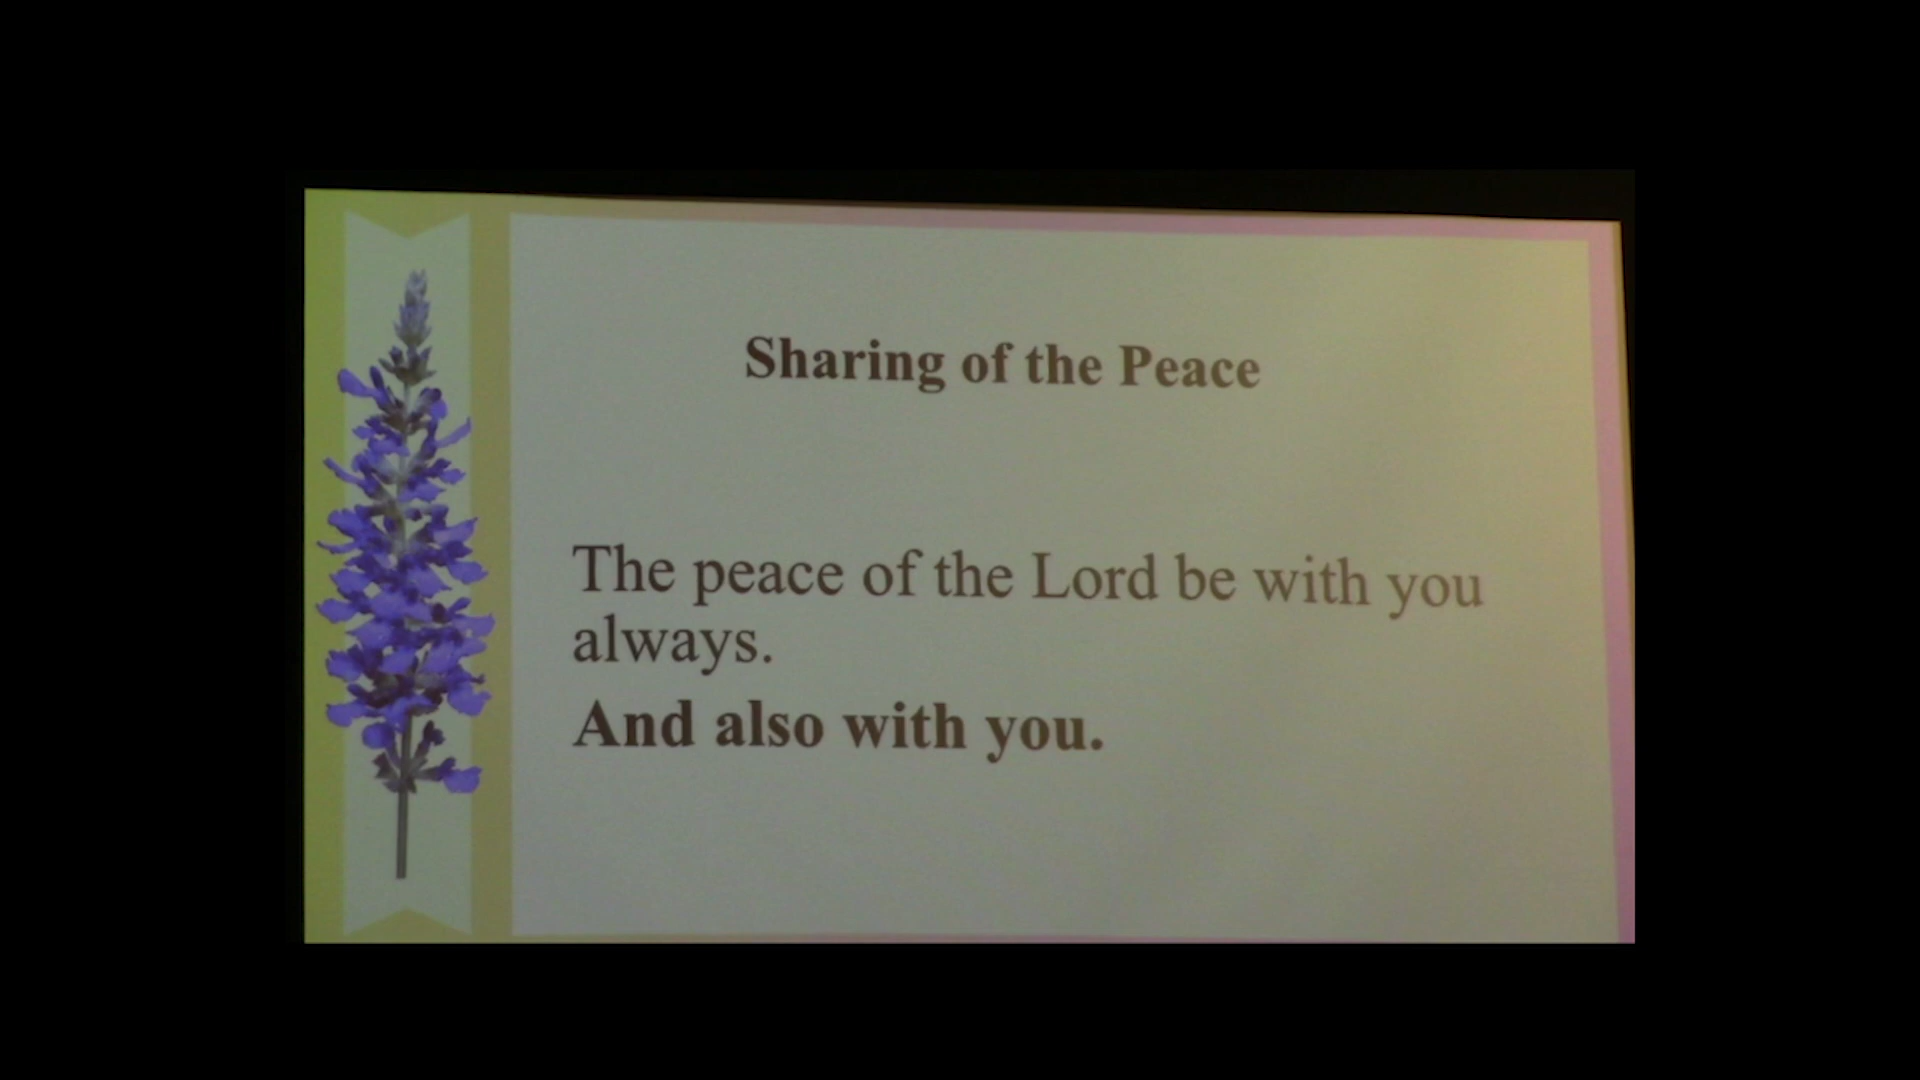 Sharing of the Peace
The peace of the Lord be with you
always.
And also with you.